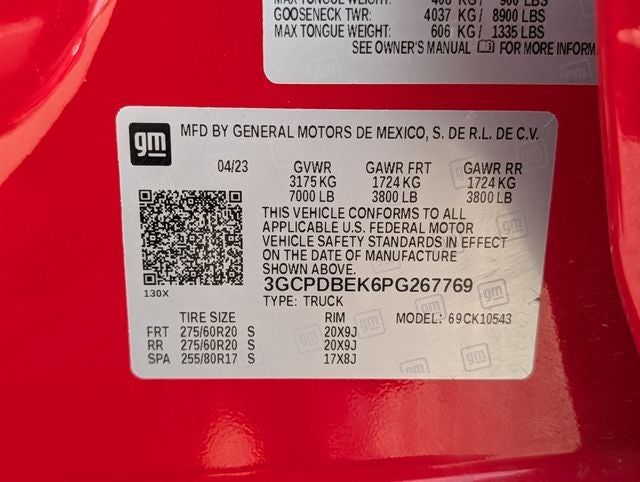 MAX TONGUE WEIGHT: 408 KG / 900 LBS
GOOSENECK TWR: 4037 KG / 8900 LBS
MAX TONGUE WEIGHT: 606 KG / 1335 LBS
SEE OWNER'S MANUAL FOR MORE INFORM
gm
MFD BY GENERAL MOTORS DE MEXICO, S. DE R.L. DE C.V.
04/23 GVWR GAWR FRT GAWR RR
3175 KG 1724 KG 1724 KG
7000 LB 3800 LB 3800 LB
THIS VEHICLE CONFORMS TO ALL
APPLICABLE U.S. FEDERAL MOTOR
VEHICLE SAFETY STANDARDS IN EFFECT
ON THE DATE OF MANUFACTURE
SHOWN ABOVE.
3GCPDBEK6PG267769
130X
TYPE: TRUCK
TIRE SIZE RIM MODEL: 69CK10543
FRT 275/60R20 S 20X9J
RR 275/60R20 S 20X9J
SPA 255/80R17 S 17X8J